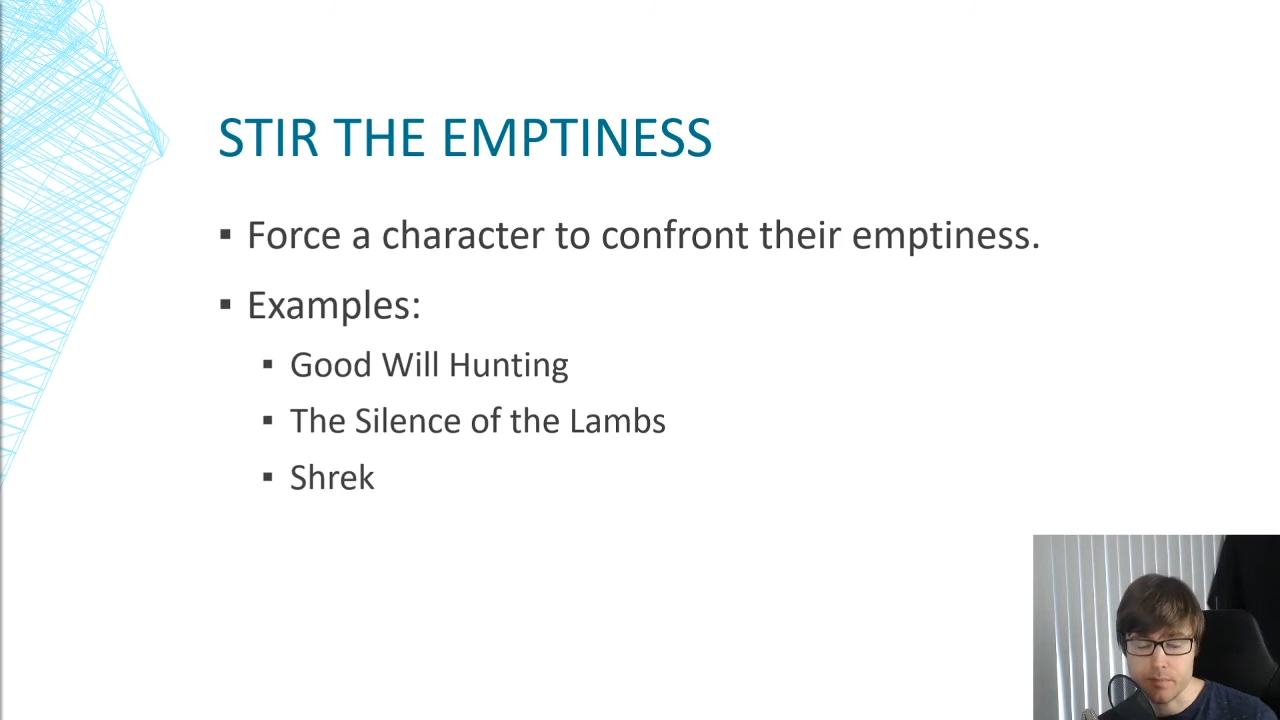 STIR THE EMPTINESS
▪ Force a character to confront their emptiness.
▪ Examples:
▪ Good Will Hunting
▪ The Silence of the Lambs
▪ Shrek